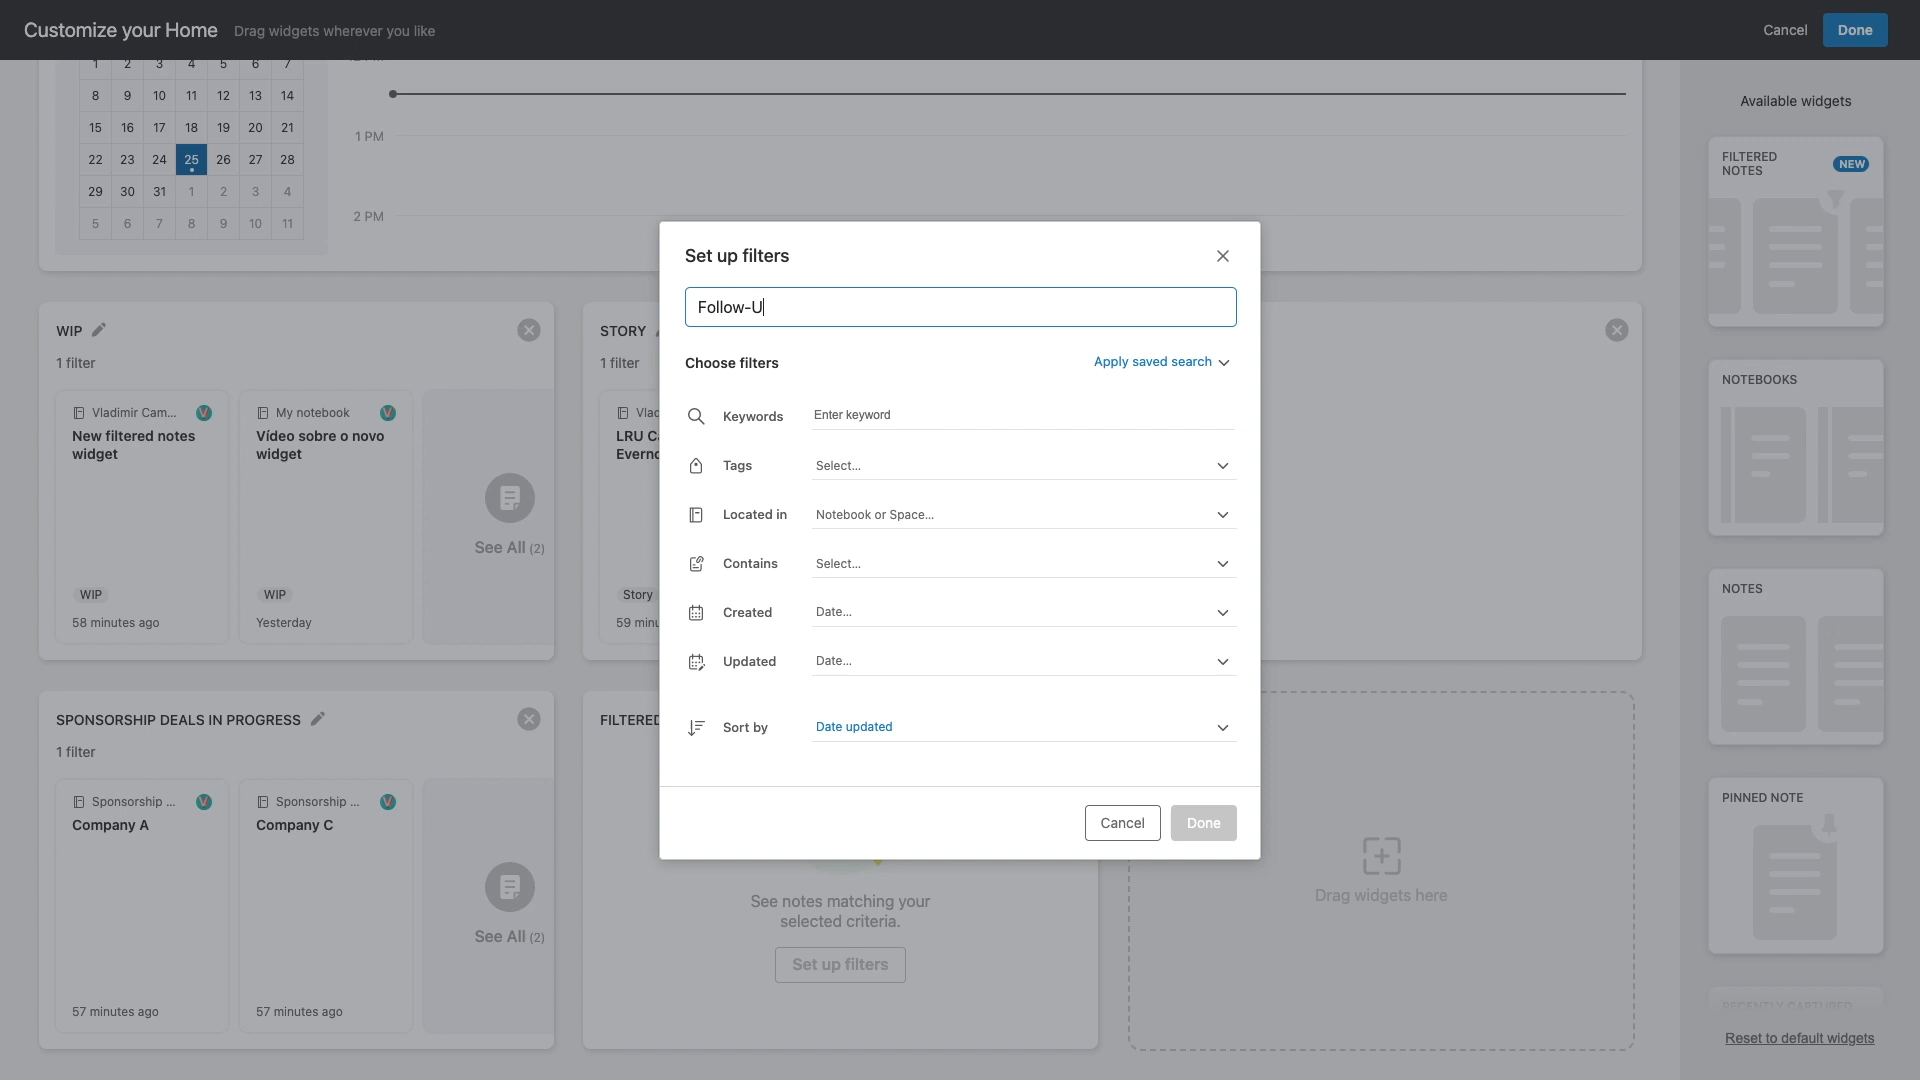 Customize your Home
Drag widgets wherever you like
Cancel
Done
1 2 3 4 5 6 7
8 9 10 11 12 13 14
15 16 17 18 19 20 21
22 23 24 25 26 27 28
29 30 31 1 2 3 4
5 6 7 8 9 10 11
1 PM
2 PM
WIP
1 filter
Vladimir Cam...
New filtered notes
widget
WIP
58 minutes ago
My notebook
Vídeo sobre o novo
widget
WIP
Yesterday
See All (2)
STORY
1 filter
Story
SPONSORSHIP DEALS IN PROGRESS
1 filter
Sponsorship ...
Company A
57 minutes ago
Sponsorship ...
Company C
57 minutes ago
See All (2)
FILTERED
See notes matching your
selected criteria.
Set up filters
Drag widgets here
Set up filters
Follow-U
Choose filters
Apply saved search
Keywords
Enter keyword
Tags
Select...
Located in
Notebook or Space...
Contains
Select...
Created
Date...
Updated
Date...
Sort by
Date updated
Cancel
Done
Available widgets
FILTERED
NOTES
NEW
NOTEBOOKS
NOTES
PINNED NOTE
RECENTLY CAPTURED
Reset to default widgets